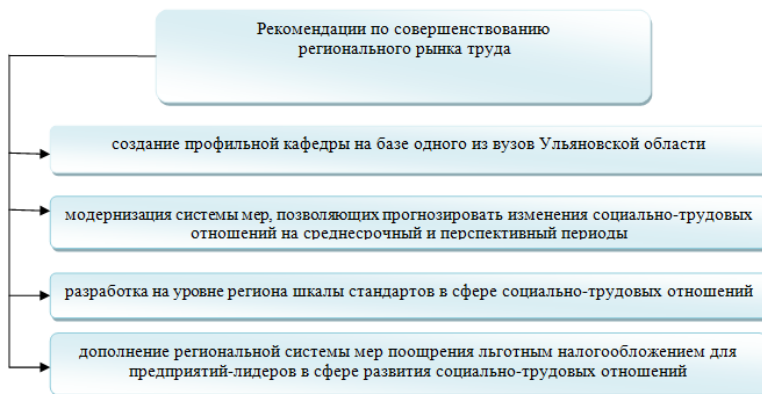 Рекомендации по совершенствованию
регионального рынка труда
создание профильной кафедры на базе одного из вузов Ульяновской области
модернизация системы мер, позволяющих прогнозировать изменения социально-трудовых
отношений на среднесрочный и перспективный периоды
разработка на уровне региона шкалы стандартов в сфере социально-трудовых отношений
дополнение региональной системы мер поощрения льготным налогообложением для
предприятий-лидеров в сфере развития социально-трудовых отношений